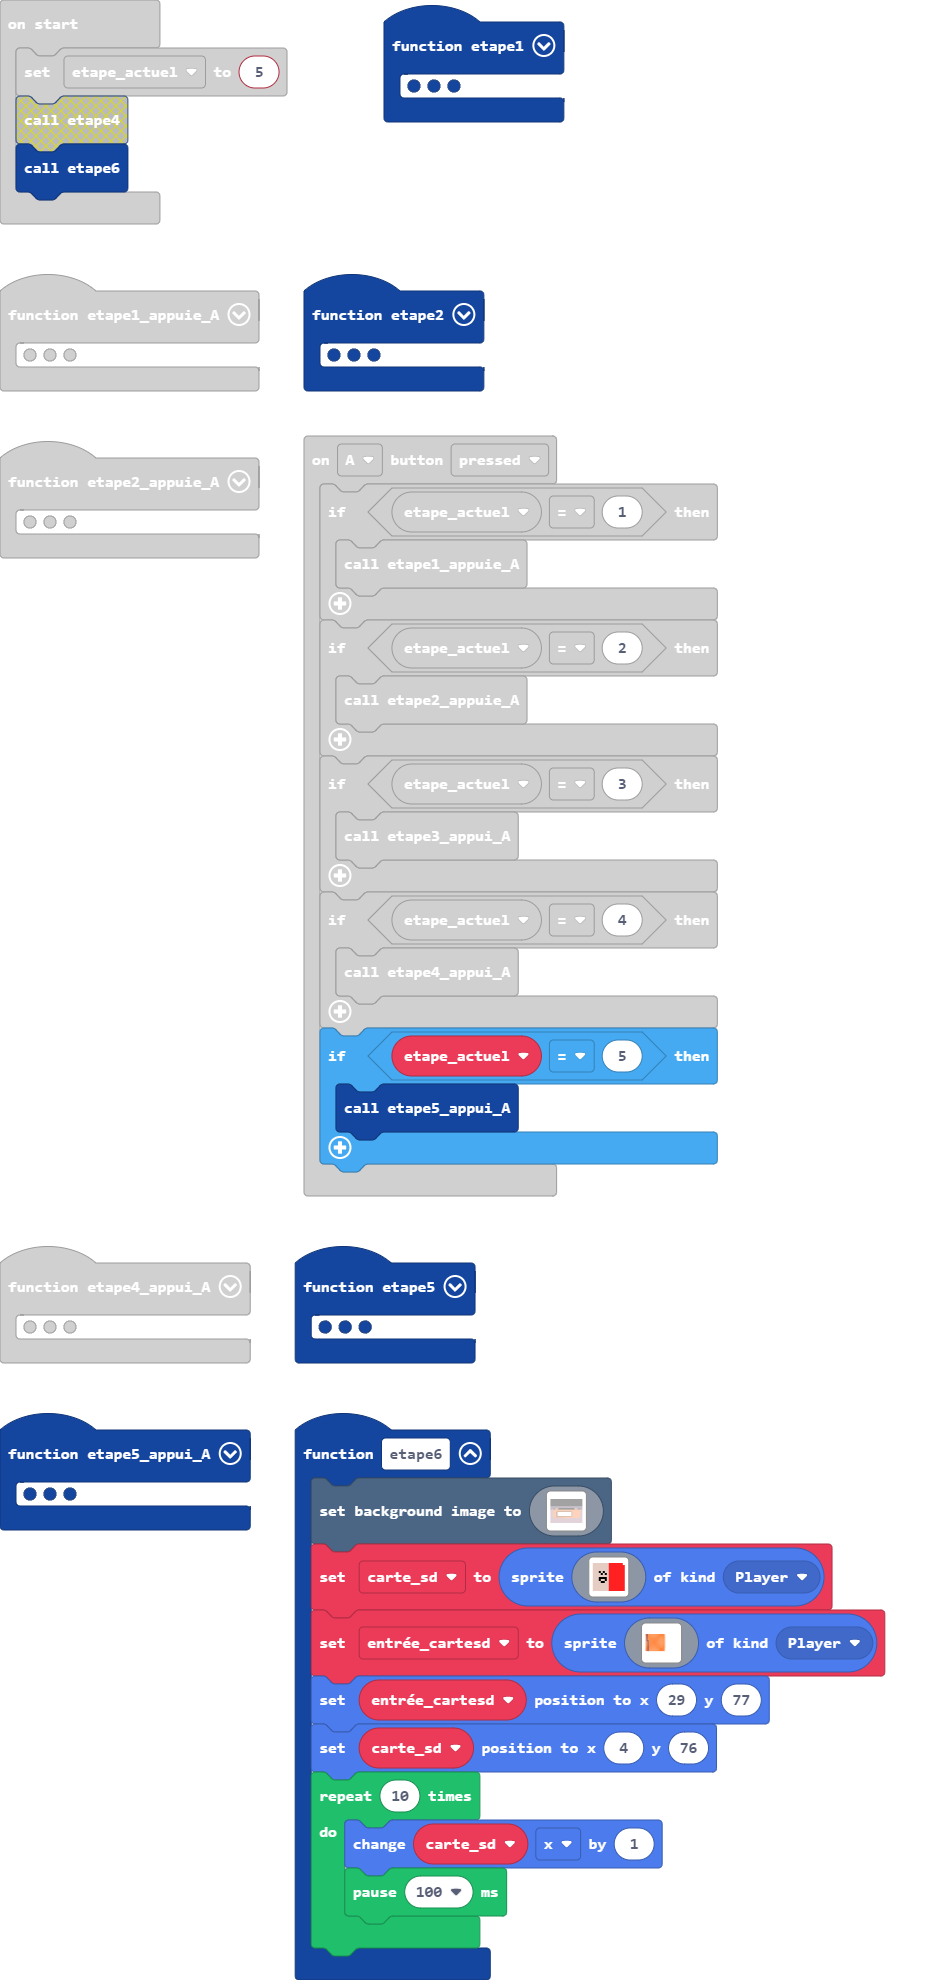 on start
set etape_actuel to 5
call etape4
call etape6
function etape1
function etape1_appuie_A
function etape2
function etape2_appuie_A
on A button pressed
if etape_actuel = 1 then
call etape1_appuie_A
if etape_actuel = 2 then
call etape2_appuie_A
if etape_actuel = 3 then
call etape3_appui_A
if etape_actuel = 4 then
call etape4_appui_A
if etape_actuel = 5 then
call etape5_appui_A
function etape4_appui_A
function etape5
function etape5_appui_A
function etape6
set background image to
set carte_sd to sprite of kind Player
set entrée_cartesd to sprite of kind Player
set entrée_cartesd position to x 29 y 77
set carte_sd position to x 4 y 76
repeat 10 times
do
change carte_sd x by 1
pause 100 ms